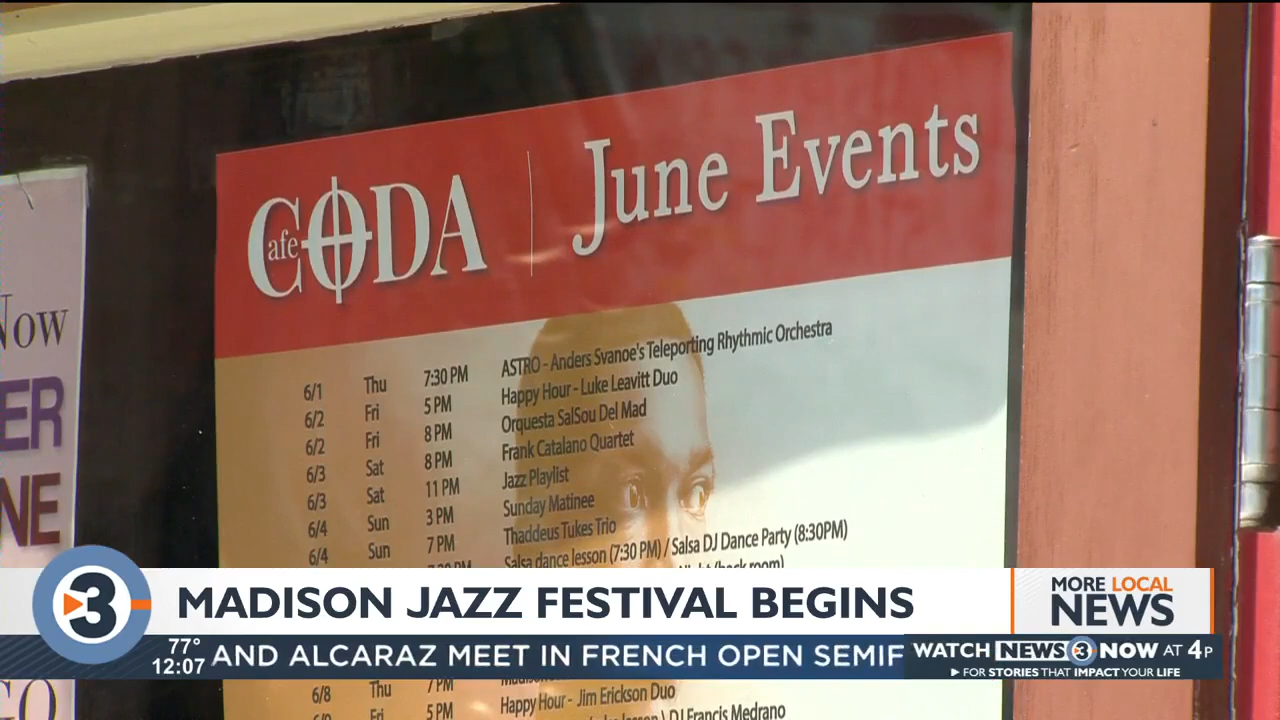 Cafe CODA
June Events
6/1 Thu 7:30 PM ASTRO - Anders Svanoe's Teleporting Rhythmic Orchestra
6/2 Fri 5 PM Happy Hour - Luke Leavitt Duo
6/2 Fri 8 PM Orquesta SalSou Del Mad
6/3 Sat 8 PM Frank Catalano Quartet
6/3 Sat 11 PM Jazz Playlist
6/4 Sun 3 PM Sunday Matinee
6/4 Sun 7 PM Thaddeus Tukes Trio
Salsa dance lesson (7:30 PM) / Salsa DJ Dance Party (8:30PM)
Now
ER
NE
3
MADISON JAZZ FESTIVAL BEGINS
MORE LOCAL
NEWS
77°
12:07
AND ALCARAZ MEET IN FRENCH OPEN SEMIF
WATCH NEWS 3 NOW AT 4P
FOR STORIES THAT IMPACT YOUR LIFE
6/8 Thu 7 PM
Fri 5 PM Happy Hour - Jim Erickson Duo
DJ Francis Medrano
GO